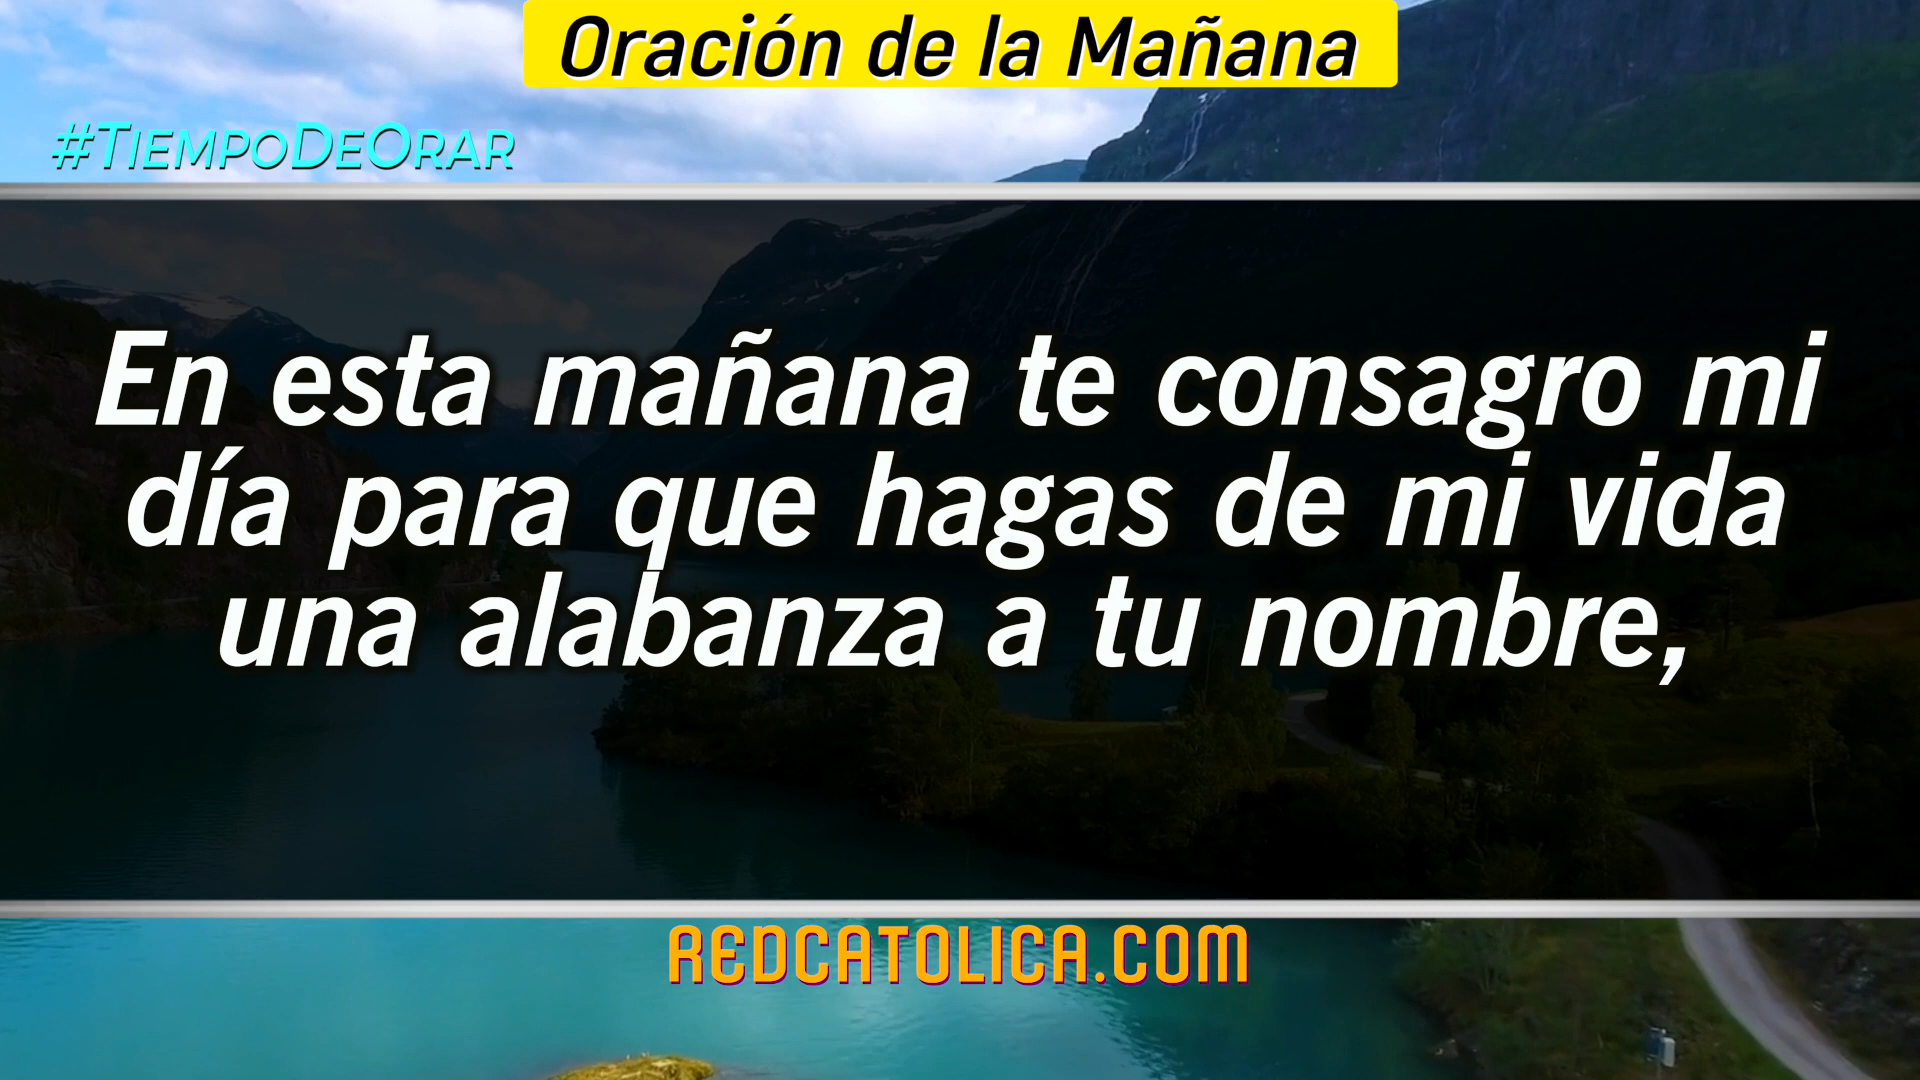 Oración de la Mañana
#TiempoDeOrar
En esta mañana te consagro mi
día para que hagas de mi vida
una alabanza a tu nombre,
REDCATOLICA.COM